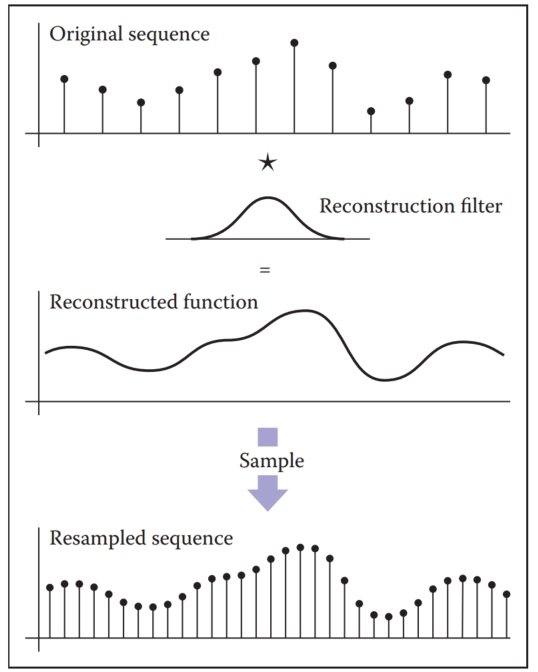 Original sequence
★
Reconstruction filter
=
Reconstructed function
Sample
Resampled sequence